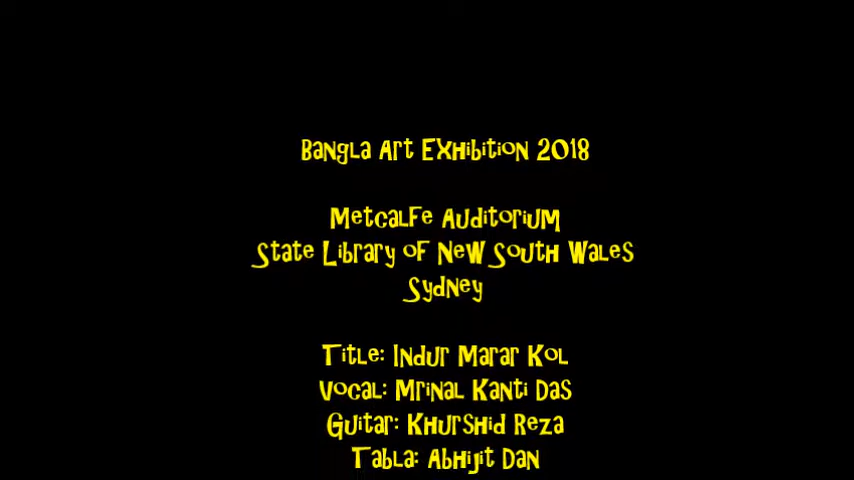 Bangla Art Exhibition 2018
Metcalfe Auditorium
State Library of New South Wales
Sydney
Title: Indur Marar Kol
Vocal: Mrinal Kanti Das
Guitar: Khurshid Reza
Tabla: Abhijit Dan